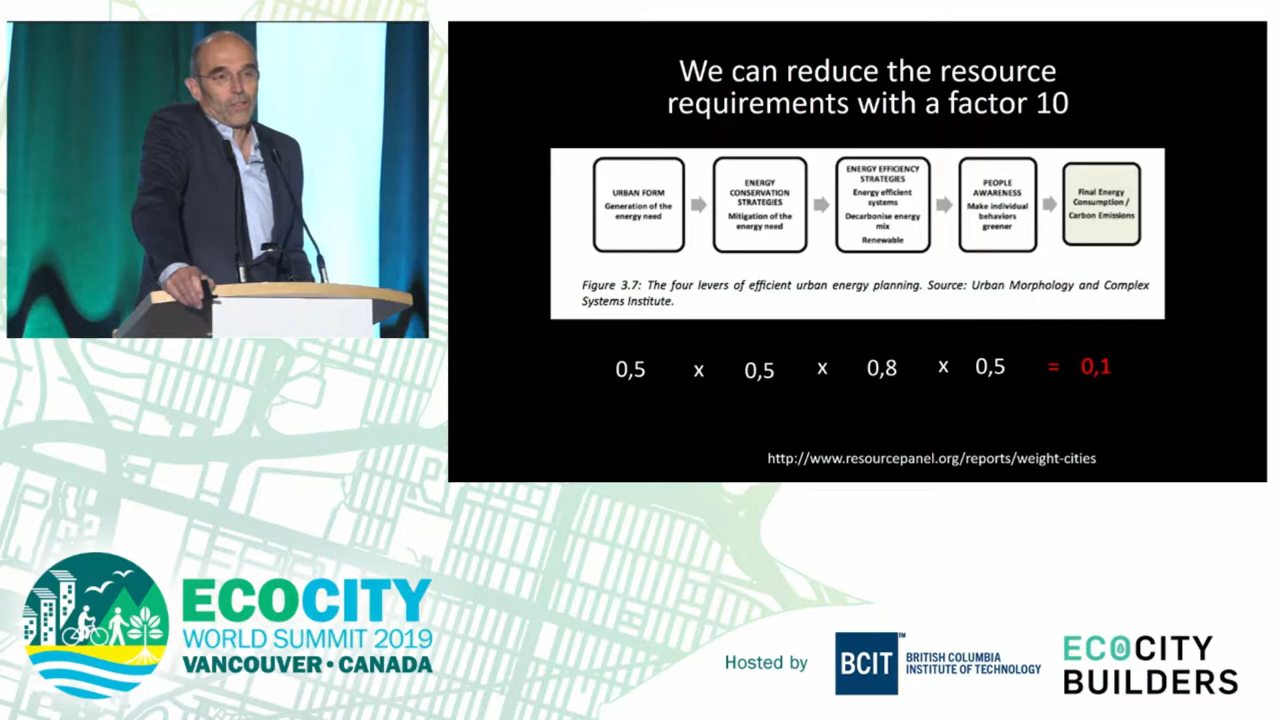 We can reduce the resource
requirements with a factor 10
URBAN FORM
Generation of the
energy need
ENERGY
CONSERVATION
STRATEGIES
Mitigation of the
energy need
ENERGY EFFICIENCY
STRATEGIES
Energy efficient
systems
Decarbonise energy
mix
Renewable
PEOPLE
AWARENESS
Make individual
behaviors
greener
Final Energy
Consumption /
Carbon Emissions
Figure 3.7: The four levers of efficient urban energy planning. Source: Urban Morphology and Complex
Systems Institute.
0,5 x 0,5 x 0,8 x 0,5 = 0,1
http://www.resourcepanel.org/reports/weight-cities
ECOCITY
WORLD SUMMIT 2019
VANCOUVER • CANADA
Hosted by
BCIT™
BRITISH COLUMBIA
INSTITUTE OF TECHNOLOGY
ECOCITY
BUILDERS